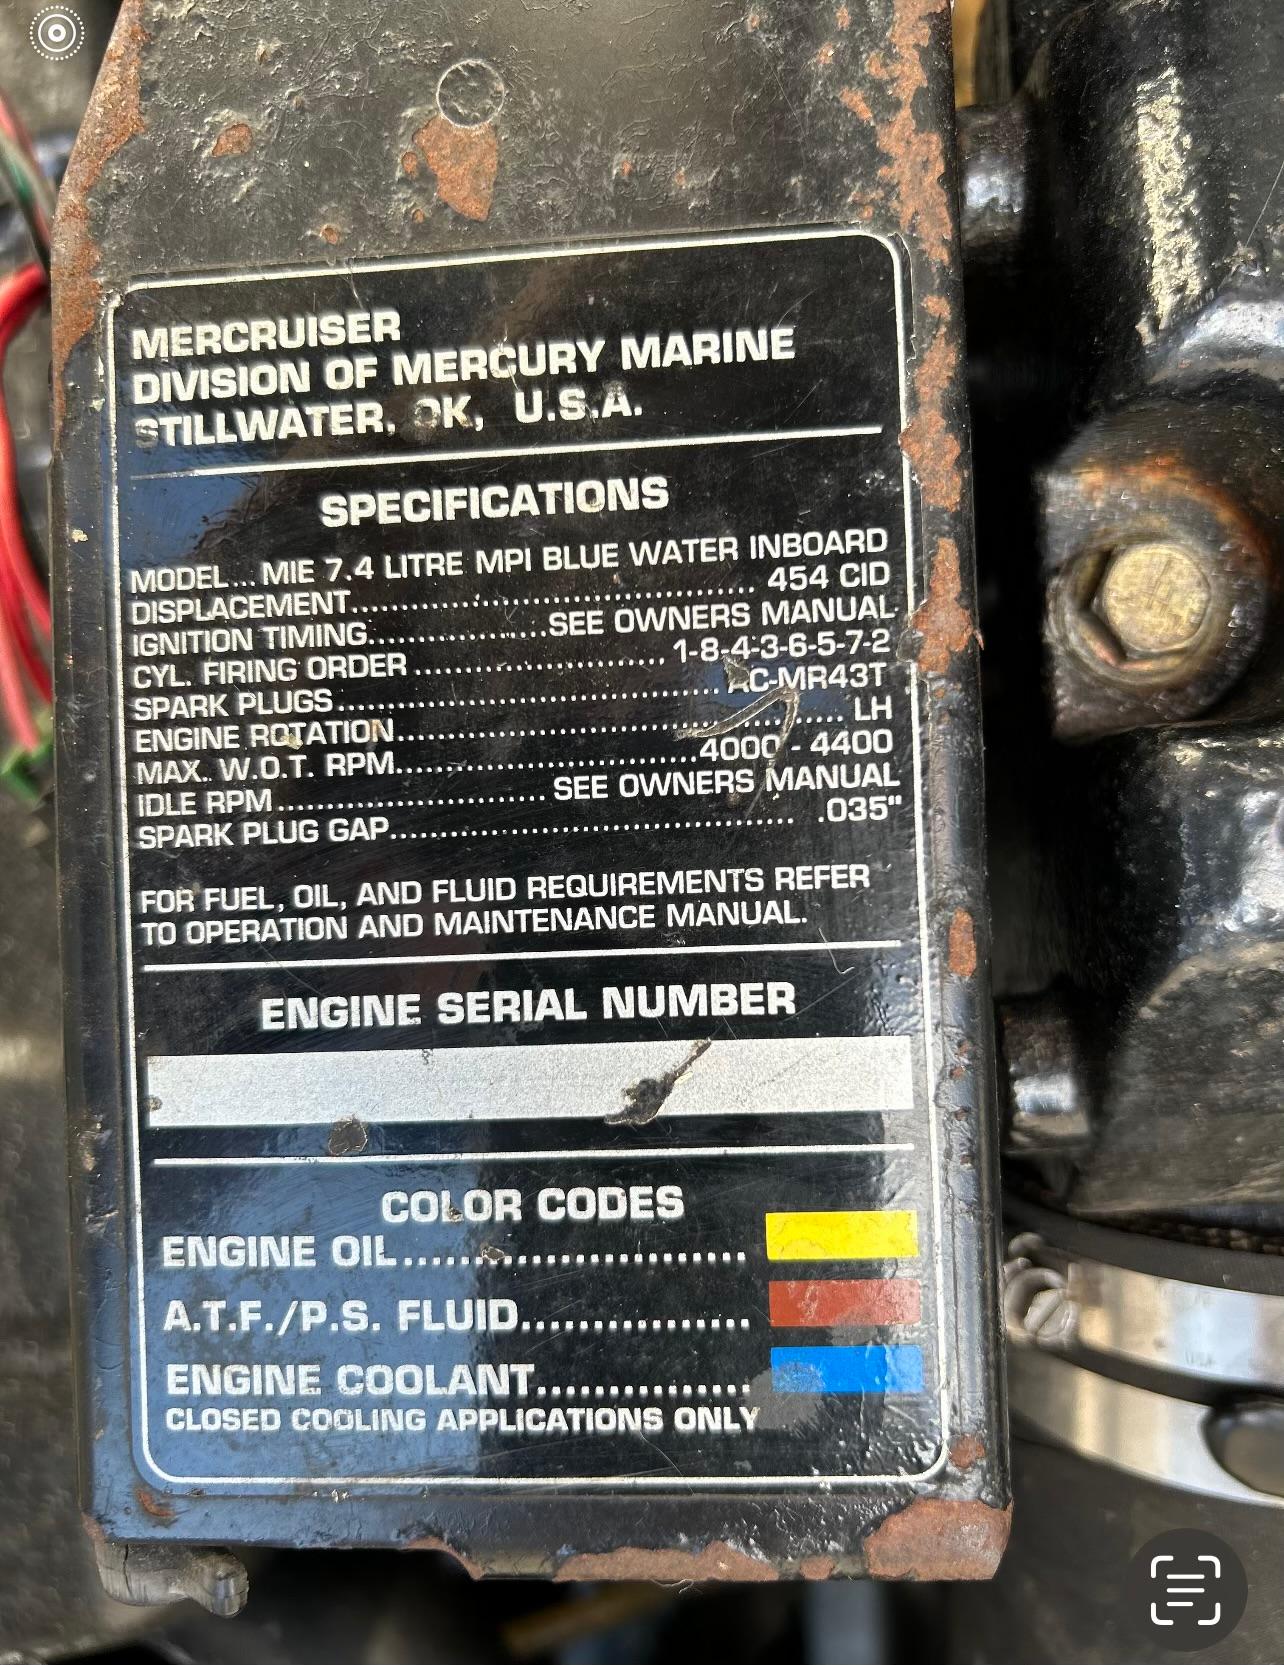 MERCRUISER
DIVISION OF MERCURY MARINE
STILLWATER, OK, U.S.A.
SPECIFICATIONS
MODEL... MIE 7.4 LITRE MPI BLUE WATER INBOARD
DISPLACEMENT.................................................. 454 CID
IGNITION TIMING......................SEE OWNERS MANUAL
CYL. FIRING ORDER ............................... 1-8-4-3-6-5-7-2
SPARK PLUGS............................................... AC-MR43T
ENGINE ROTATION...................................................... LH
MAX. W.O.T. RPM.....................................4000 - 4400
IDLE RPM ................................ SEE OWNERS MANUAL
SPARK PLUG GAP.................................................. .035"
FOR FUEL, OIL, AND FLUID REQUIREMENTS REFER
TO OPERATION AND MAINTENANCE MANUAL.
ENGINE SERIAL NUMBER
COLOR CODES
ENGINE OIL..............................
A.T.F./P.S. FLUID....................
ENGINE COOLANT...................
CLOSED COOLING APPLICATIONS ONLY